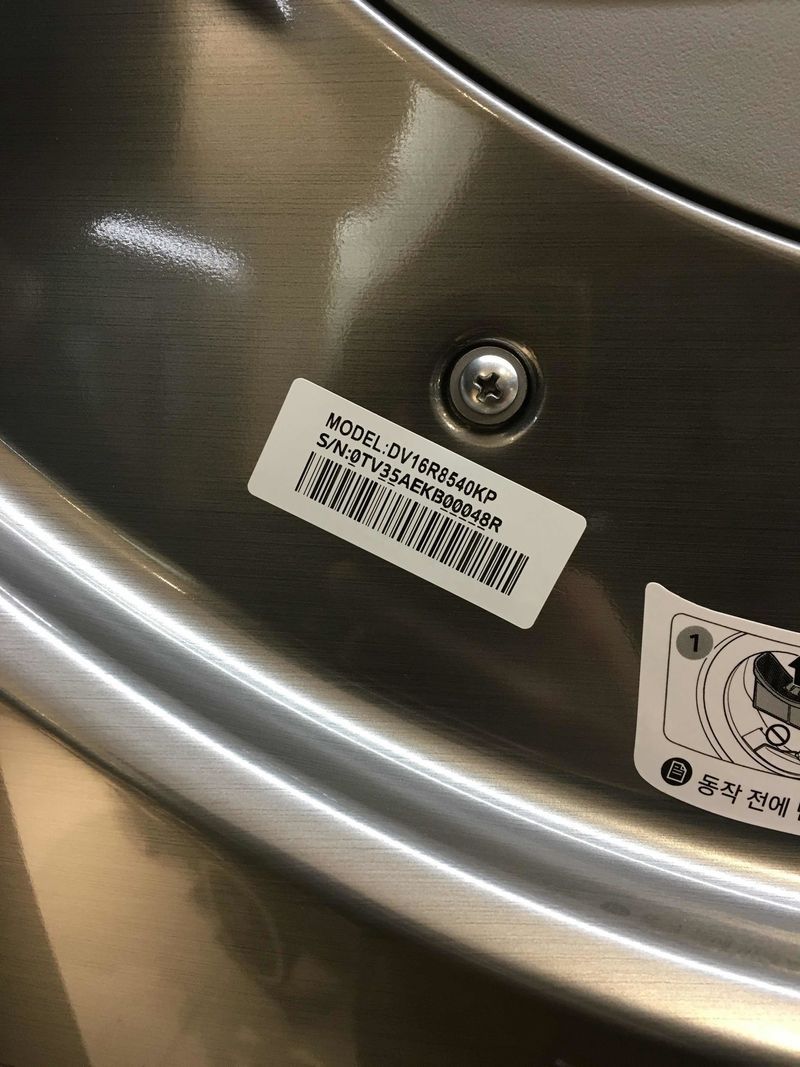 MODEL:DV16R8540KP
S/N:0TV35AEKB00048R
1
동작 전에